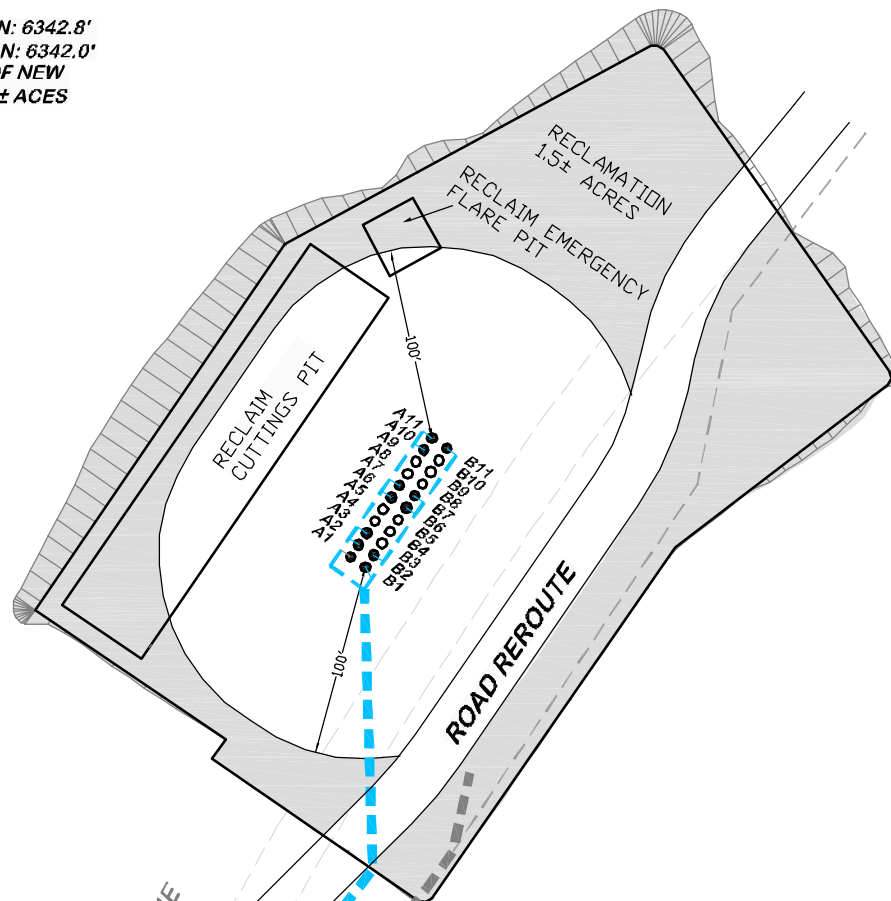 N: 6342.8'
N: 6342.0'
OF NEW
± ACES
RECLAMATION
1.5± ACRES
RECLAIM EMERGENCY
FLARE PIT
RECLAIM
CUTTINGS PIT
100'
A11
A10
A9
A8
A7
A6
A5
A4
A3
A2
A1
B11
B10
B9
B8
B7
B6
B5
B4
B3
B2
B1
100'
ROAD REROUTE